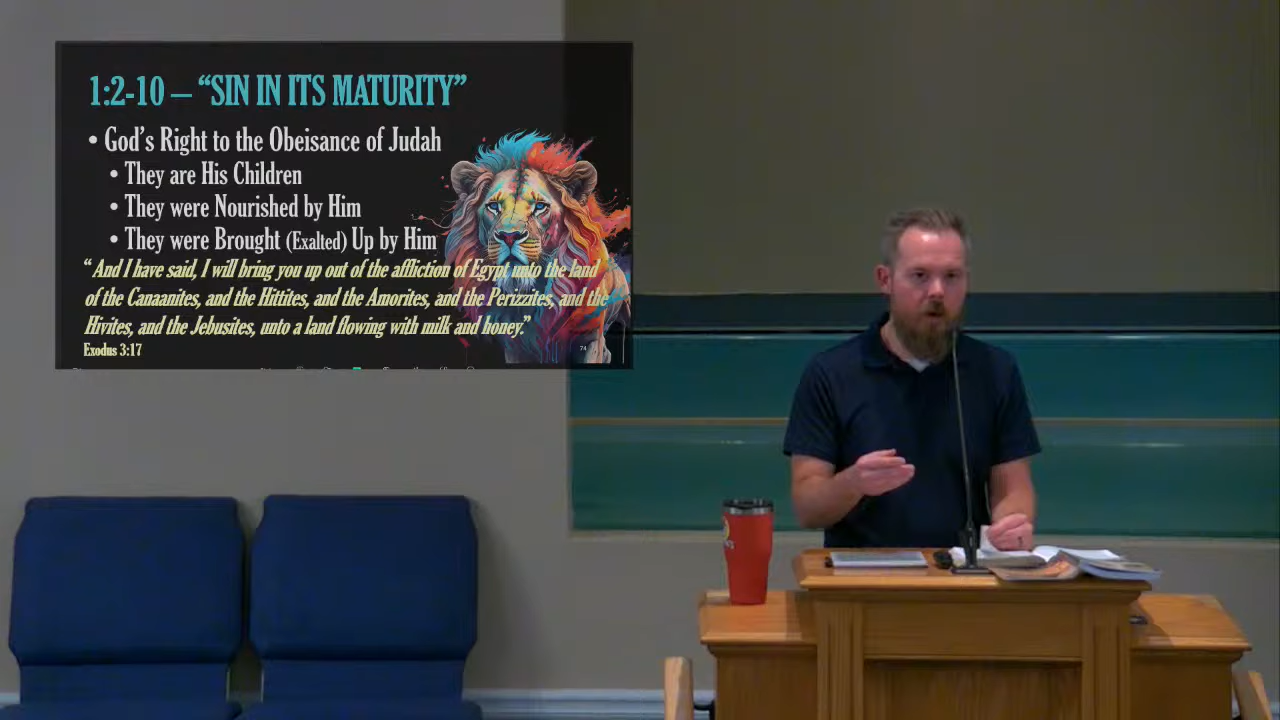 1:2-10 – “SIN IN ITS MATURITY”
• God’s Right to the Obeisance of Judah
• They are His Children
• They were Nourished by Him
• They were Brought (Exalted) Up by Him
“ And I have said, I will bring you up out of the affliction of Egypt unto the land
of the Canaanites, and the Hittites, and the Amorites, and the Perizzites, and the
Hivites, and the Jebusites, unto a land flowing with milk and honey.”
Exodus 3:17
74